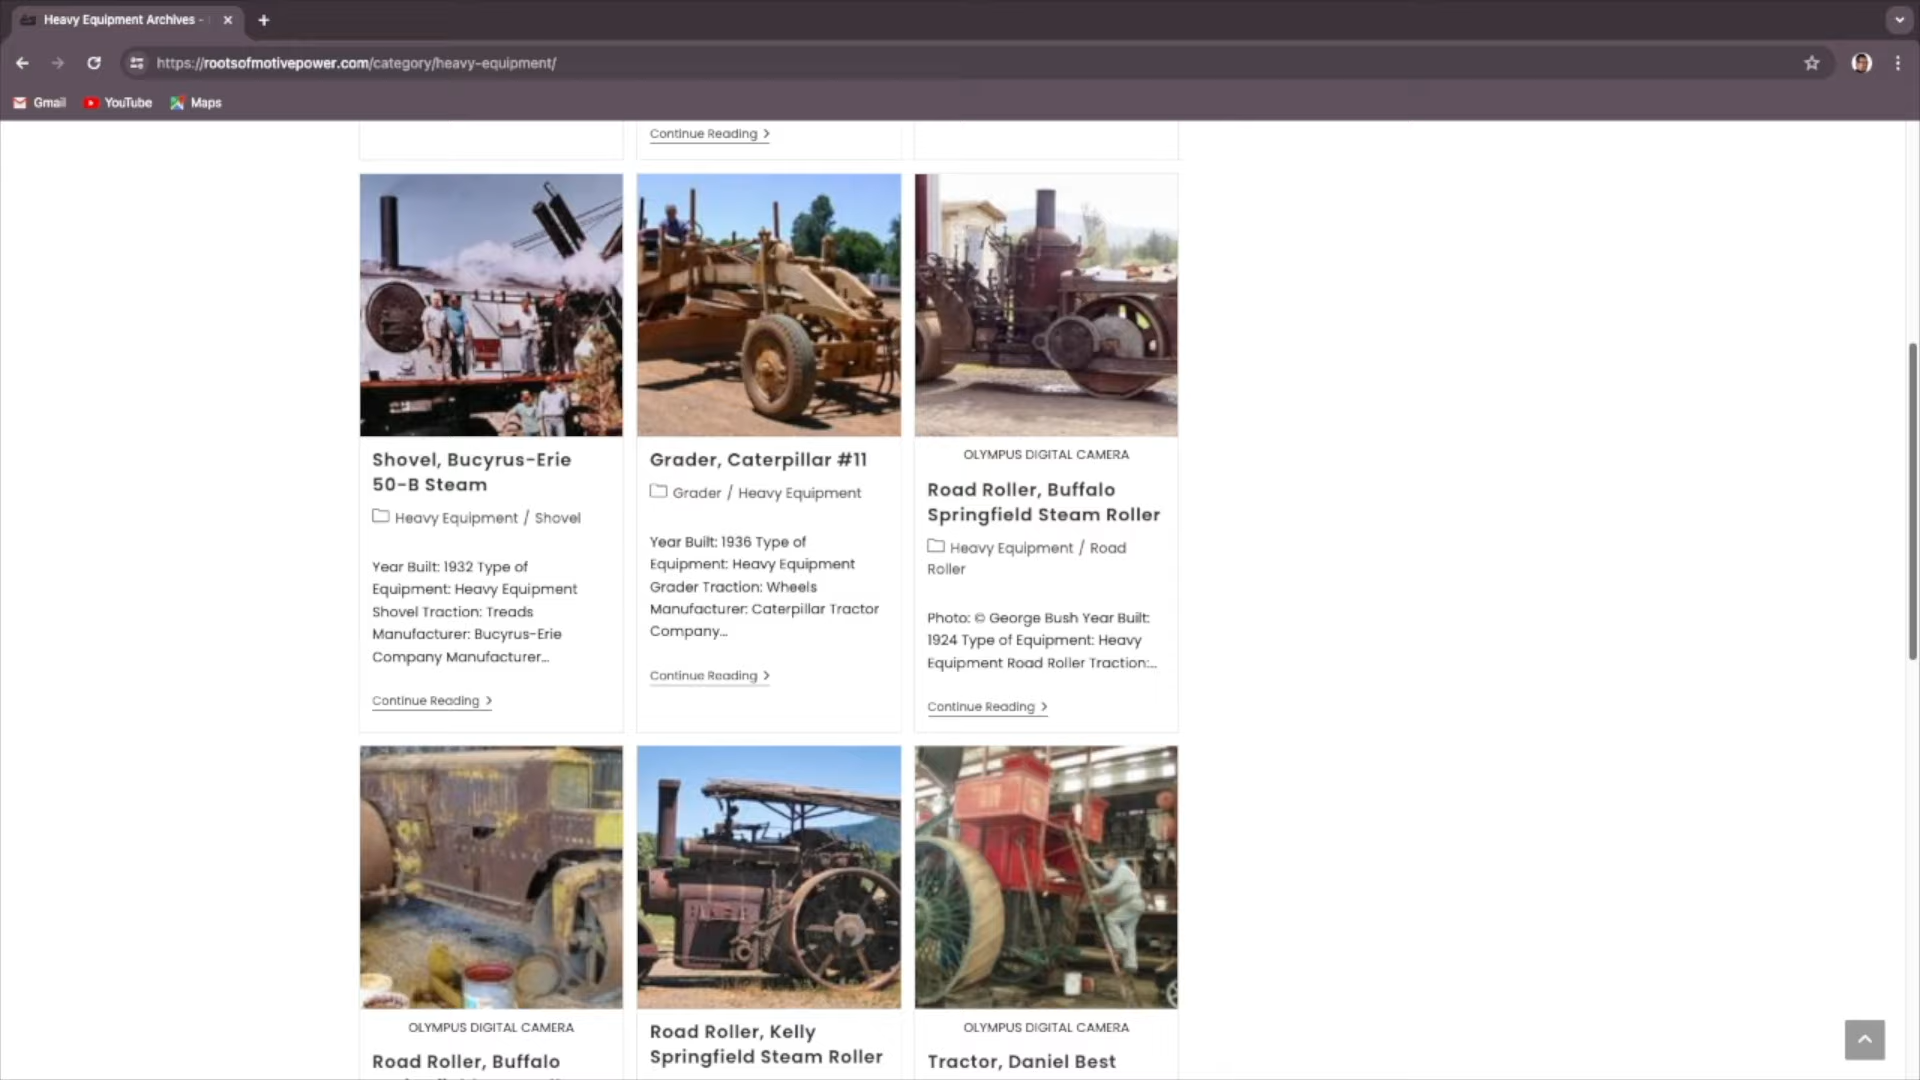 Heavy Equipment Archives -
https://rootsofmotivepower.com/category/heavy-equipment/
Gmail
YouTube
Maps
Continue Reading >
Shovel, Bucyrus-Erie
50-B Steam
Heavy Equipment / Shovel
Year Built: 1932 Type of
Equipment: Heavy Equipment
Shovel Traction: Treads
Manufacturer: Bucyrus-Erie
Company Manufacturer...
Continue Reading >
Grader, Caterpillar #11
Grader / Heavy Equipment
Year Built: 1936 Type of
Equipment: Heavy Equipment
Grader Traction: Wheels
Manufacturer: Caterpillar Tractor
Company...
Continue Reading >
OLYMPUS DIGITAL CAMERA
Road Roller, Buffalo
Springfield Steam Roller
Heavy Equipment / Road
Roller
Photo: © George Bush Year Built:
1924 Type of Equipment: Heavy
Equipment Road Roller Traction:...
Continue Reading >
OLYMPUS DIGITAL CAMERA
Road Roller, Buffalo
Road Roller, Kelly
Springfield Steam Roller
OLYMPUS DIGITAL CAMERA
Tractor, Daniel Best